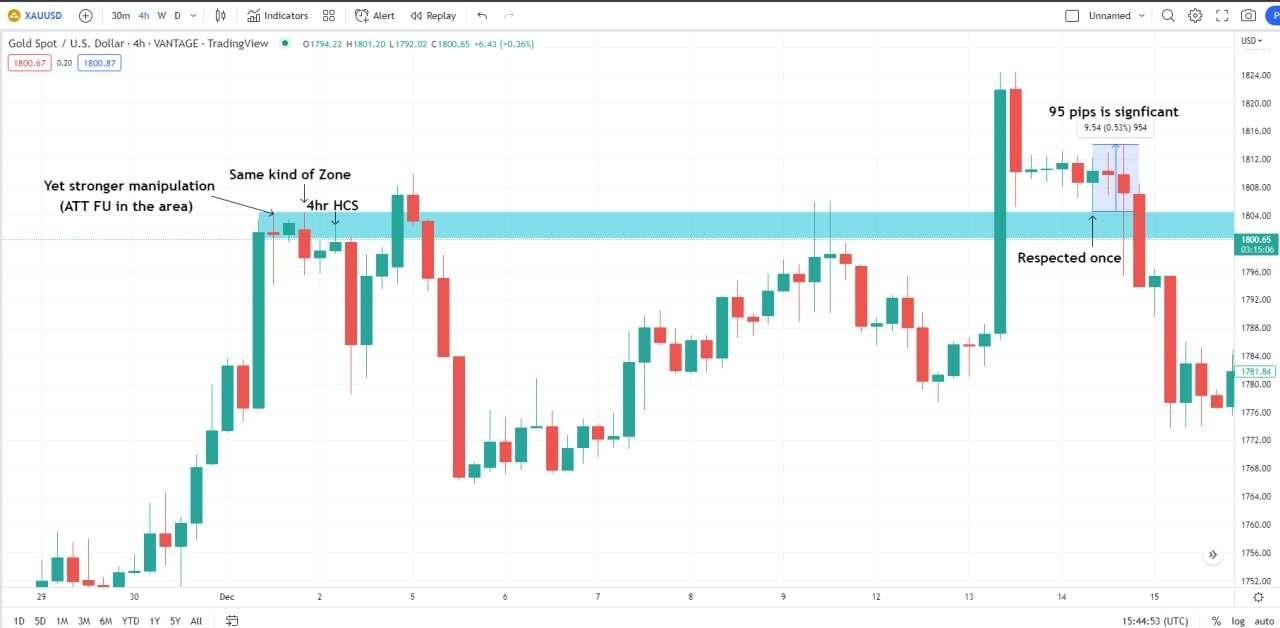 XAUUSD 30m 4h W D Indicators Alert Replay Unnamed P
Gold Spot / U.S. Dollar · 4h · VANTAGE · TradingView O1794.22 H1801.20 L1792.02 C1800.65 +6.43 (+0.36%)
USD
1800.67 0.20 1800.87
1824.00
1820.00
95 pips is signficant
1816.00
9.54 (0.53%) 954
1812.00
Same kind of Zone
1808.00
Yet stronger manipulation
(ATT FU in the area)
4hr HCS
1804.00
1800.65
03:15:06
Respected once
1796.00
1792.00
1788.00
1784.00
1781.84
1780.00
1776.00
1772.00
1768.00
1764.00
1760.00
1756.00
1752.00
29 30 Dec 2 5 6 7 8 9 12 13 14 15
1D 5D 1M 3M 6M YTD 1Y 5Y All 15:44:53 (UTC) % log auto